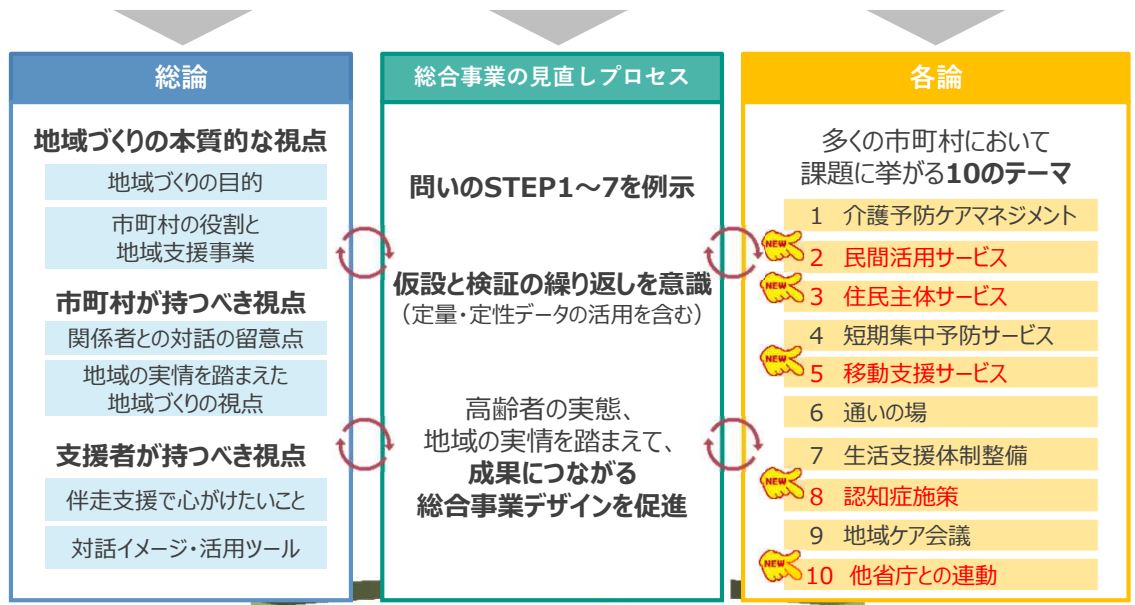 総論
地域づくりの本質的な視点
地域づくりの目的
市町村の役割と
地域支援事業
市町村が持つべき視点
関係者との対話の留意点
地域の実情を踏まえた
地域づくりの視点
支援者が持つべき視点
伴走支援で心がけたいこと
対話イメージ・活用ツール
総合事業の見直しプロセス
問いのSTEP1～7を例示
仮設と検証の繰り返しを意識
（定量・定性データの活用を含む）
高齢者の実態、
地域の実情を踏まえて、
成果につながる
総合事業デザインを促進
各論
多くの市町村において
課題に挙がる10のテーマ
1 介護予防ケアマネジメント
NEW 2 民間活用サービス
NEW 3 住民主体サービス
4 短期集中予防サービス
NEW 5 移動支援サービス
6 通いの場
7 生活支援体制整備
NEW 8 認知症施策
9 地域ケア会議
NEW 10 他省庁との連動